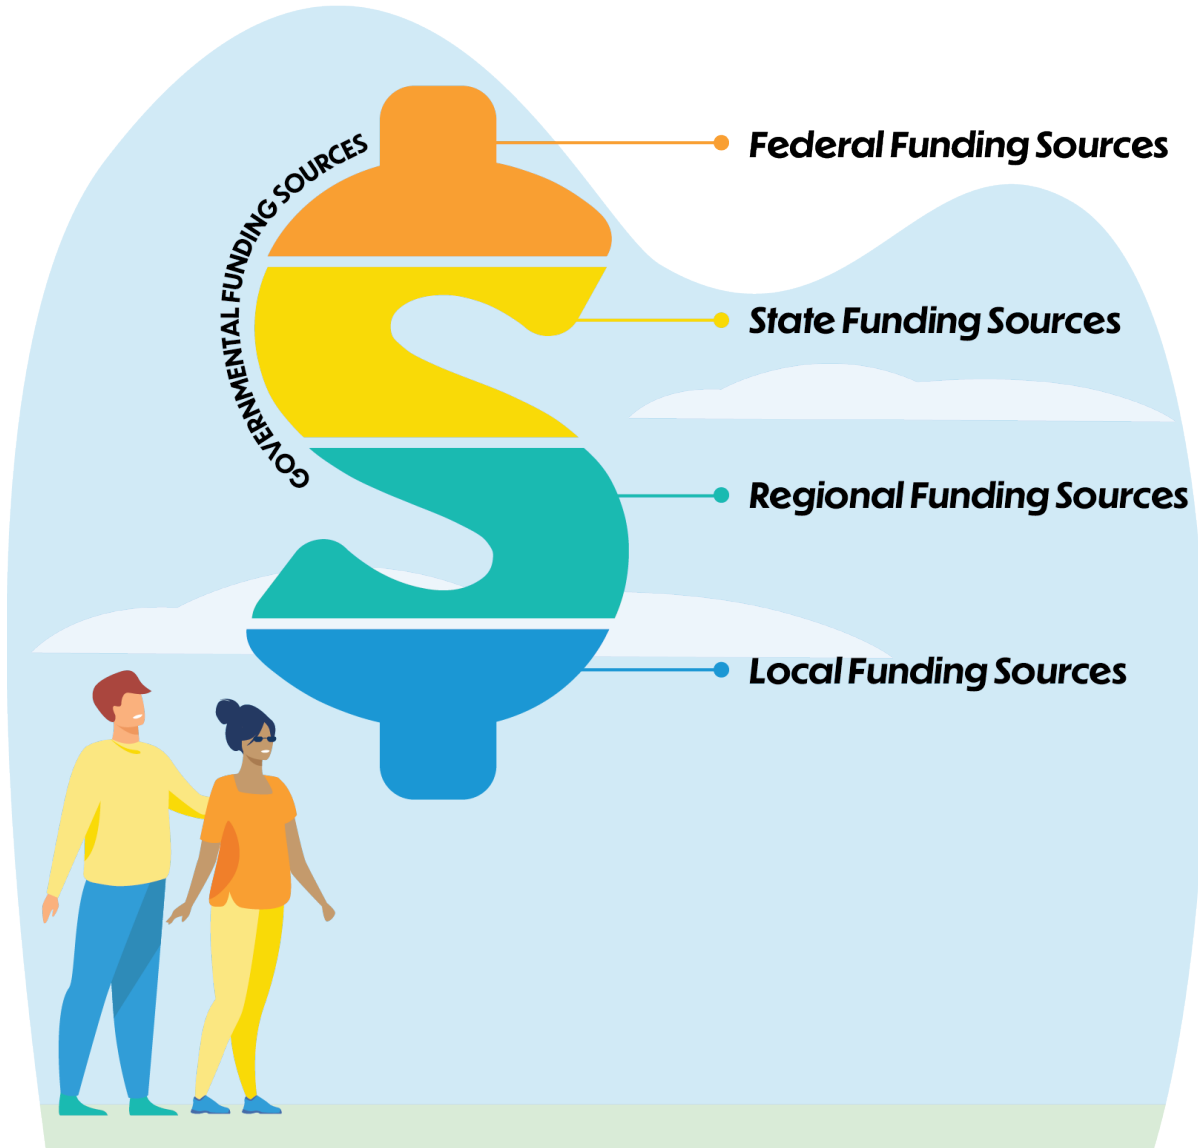 GOVERNMENTAL FUNDING SOURCES
Federal Funding Sources
State Funding Sources
Regional Funding Sources
Local Funding Sources